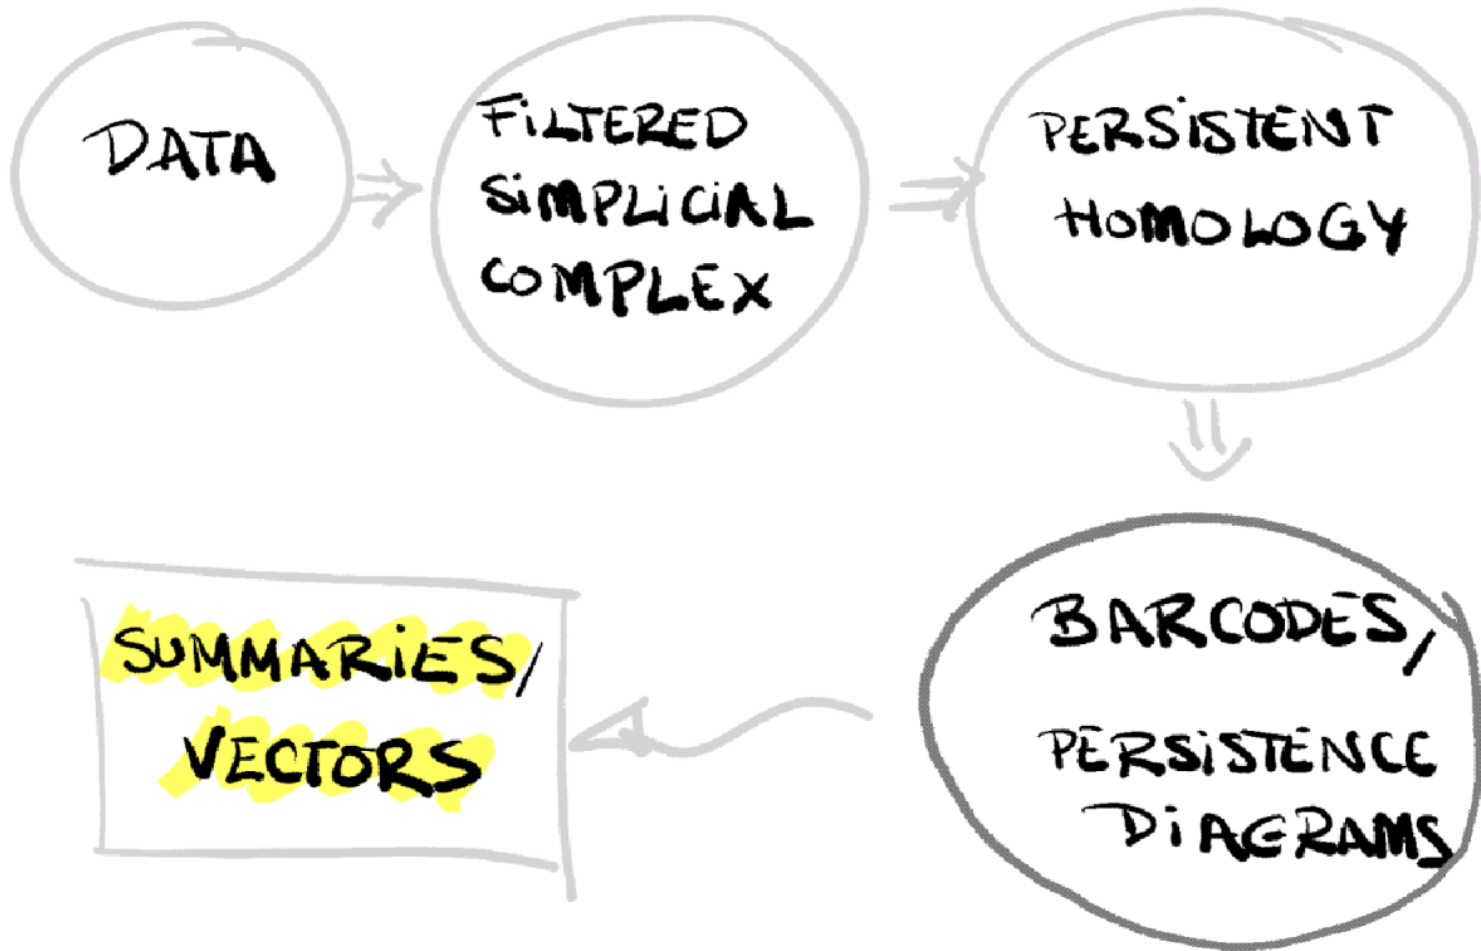 DATA
FILTERED
SIMPLICIAL
COMPLEX
PERSISTENT
HOMOLOGY
BARCODES,
PERSISTENCE
DIAGRAMS
SUMMARIES/
VECTORS